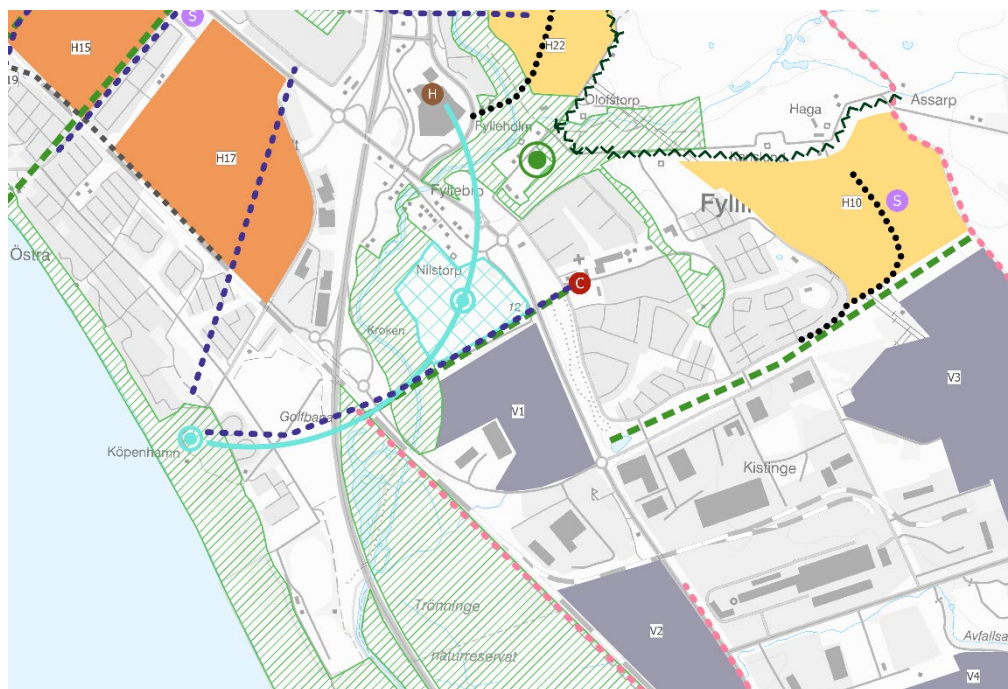 S
H15
H22
19
H
Olofstorp
Haga
Assarp
Fylleholm
H17
Fyllebro
H10
S
Östra
Nilstorp
C
12
Kroken
V3
Golfbana
V1
Köpenhamn
Kistinge
Trönninge
naturreservat
V2
Avfallsa
V4